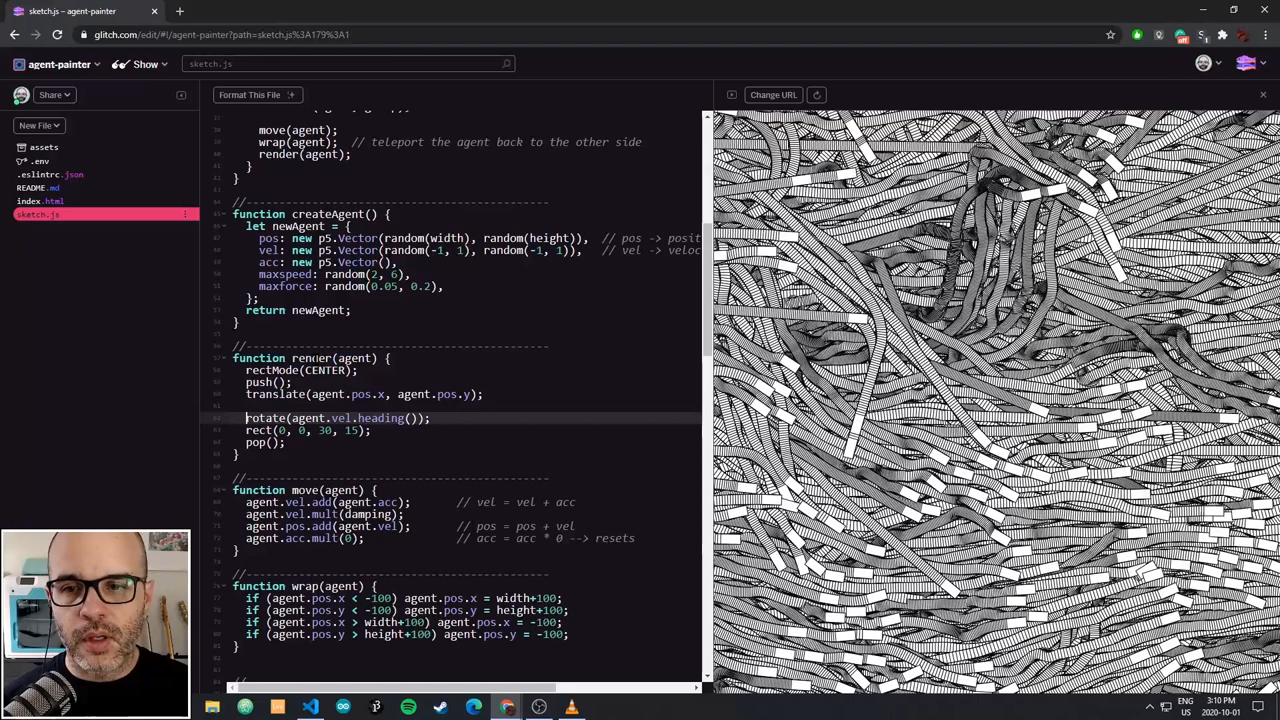 sketch.js
glitch.com/edit/#!/agent-painter?path=sketch.js%3A179%3A1
agent-painter
Show
sketch.js
Share
Format This File
Change URL
New File
assets
.env
.eslintrc.json
README.md
index.html
sketch.js
move(agent);
wrap(agent);  // teleport the agent back to the other side
render(agent);
}
}
//------------------------------------------------
function createAgent() {
let newAgent = {
pos: new p5.Vector(random(width), random(height)),  // pos -> posit
vel: new p5.Vector(random(-1, 1), random(-1, 1)),  // vel -> veloc
acc: new p5.Vector(),
maxspeed: random(2, 6),
maxforce: random(0.05, 0.2),
};
return newAgent;
}
//------------------------------------------------
function render(agent) {
rectMode(CENTER);
push();
translate(agent.pos.x, agent.pos.y);
rotate(agent.vel.heading());
rect(0, 0, 30, 15);
pop();
}
//------------------------------------------------
function move(agent) {
agent.vel.add(agent.acc);       // vel = vel + acc
agent.vel.mult(damping);
agent.pos.add(agent.vel);       // pos = pos + vel
agent.acc.mult(0);              // acc = acc * 0 --> resets
}
//------------------------------------------------
function wrap(agent) {
if (agent.pos.x < -100) agent.pos.x = width+100;
if (agent.pos.y < -100) agent.pos.y = height+100;
if (agent.pos.x > width+100) agent.pos.x = -100;
if (agent.pos.y > height+100) agent.pos.y = -100;
}
3:10 PM
2020-10-01
ENG
US